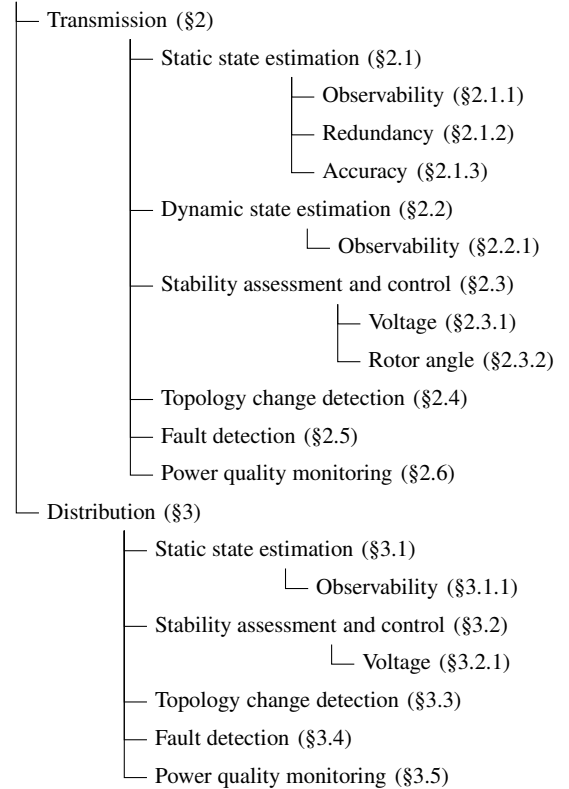 Transmission (§2)
Static state estimation (§2.1)
Observability (§2.1.1)
Redundancy (§2.1.2)
Accuracy (§2.1.3)
Dynamic state estimation (§2.2)
Observability (§2.2.1)
Stability assessment and control (§2.3)
Voltage (§2.3.1)
Rotor angle (§2.3.2)
Topology change detection (§2.4)
Fault detection (§2.5)
Power quality monitoring (§2.6)
Distribution (§3)
Static state estimation (§3.1)
Observability (§3.1.1)
Stability assessment and control (§3.2)
Voltage (§3.2.1)
Topology change detection (§3.3)
Fault detection (§3.4)
Power quality monitoring (§3.5)